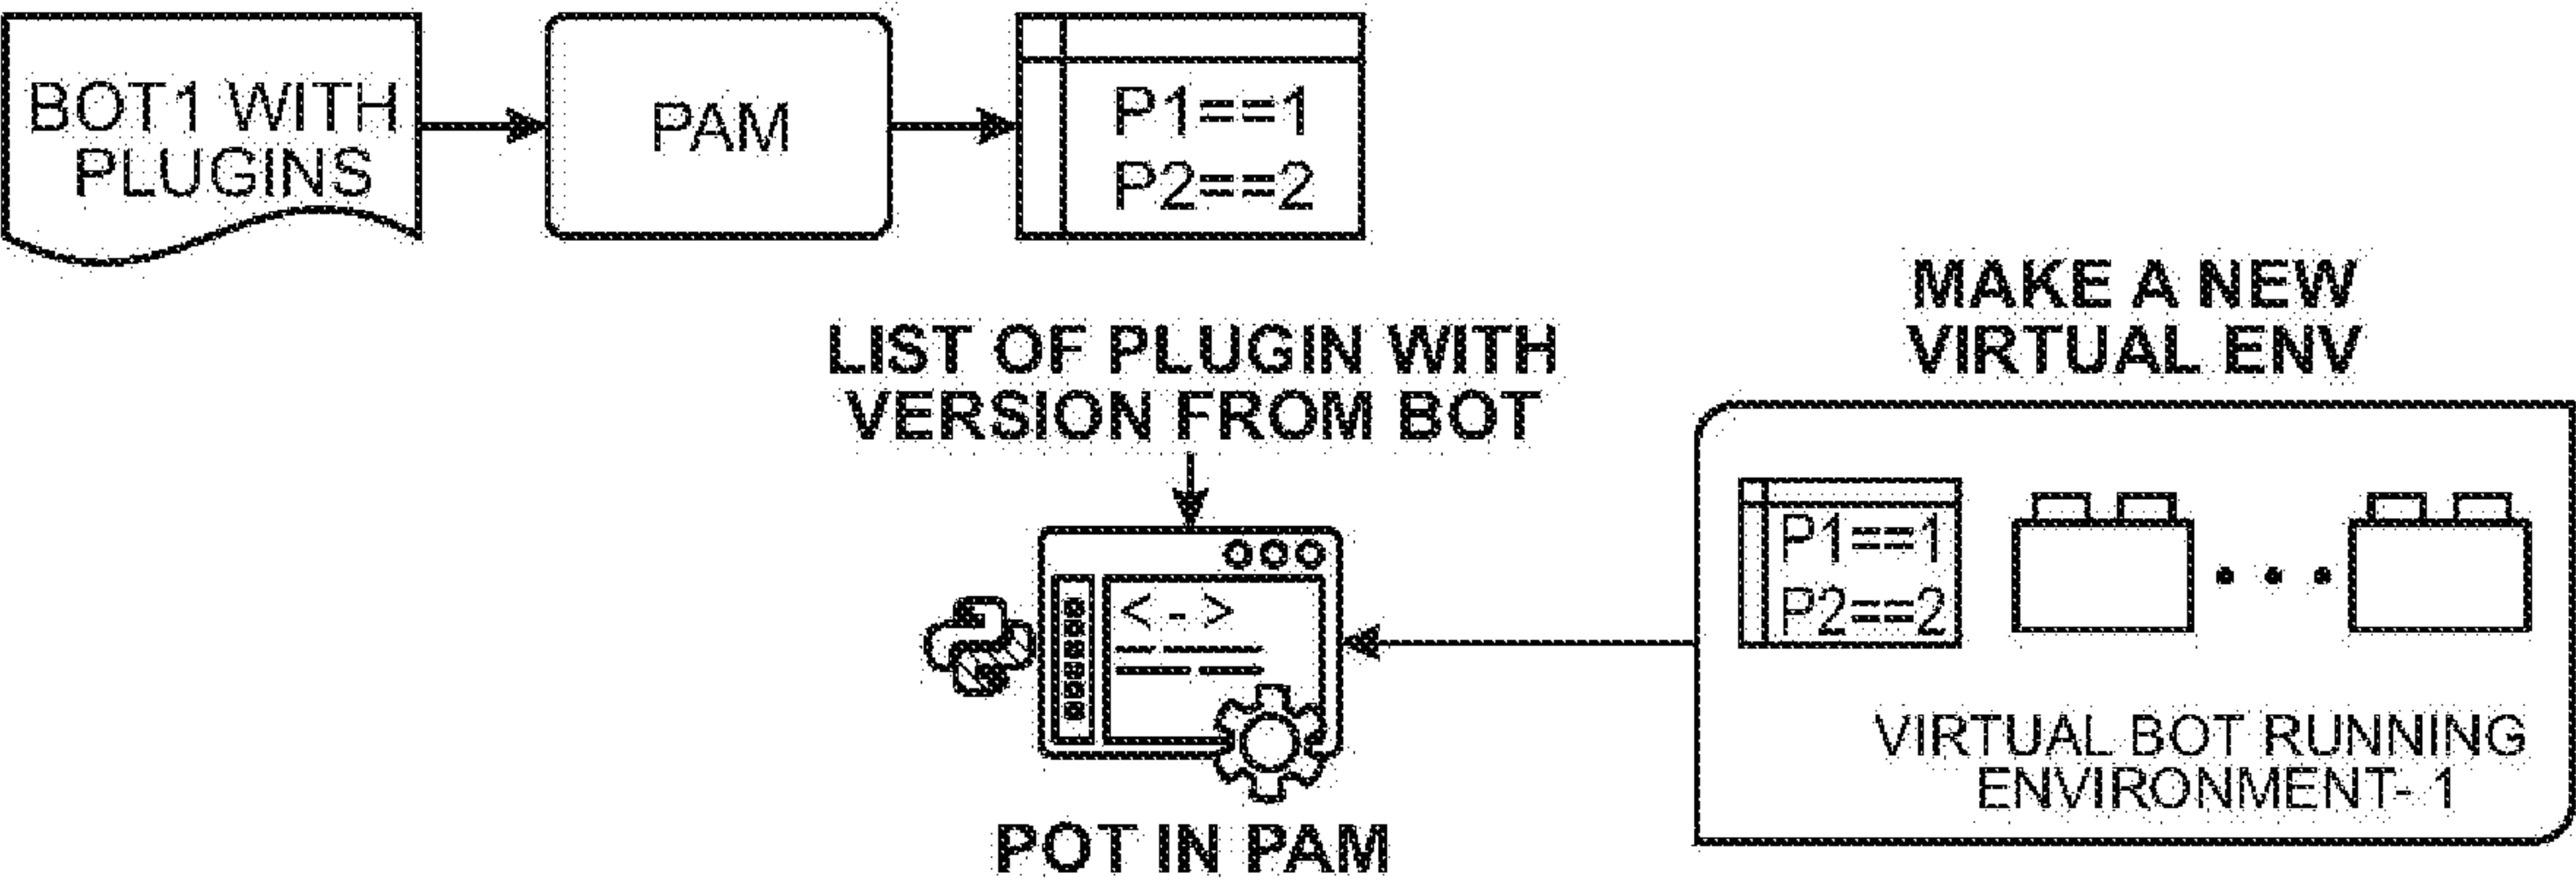 BOT1 WITH
PLUGINS
PAM
P1==1
P2==2
LIST OF PLUGIN WITH
VERSION FROM BOT
MAKE A NEW
VIRTUAL ENV
P1==1
P2==2
< - >
VIRTUAL BOT RUNNING
ENVIRONMENT- 1
POT IN PAM